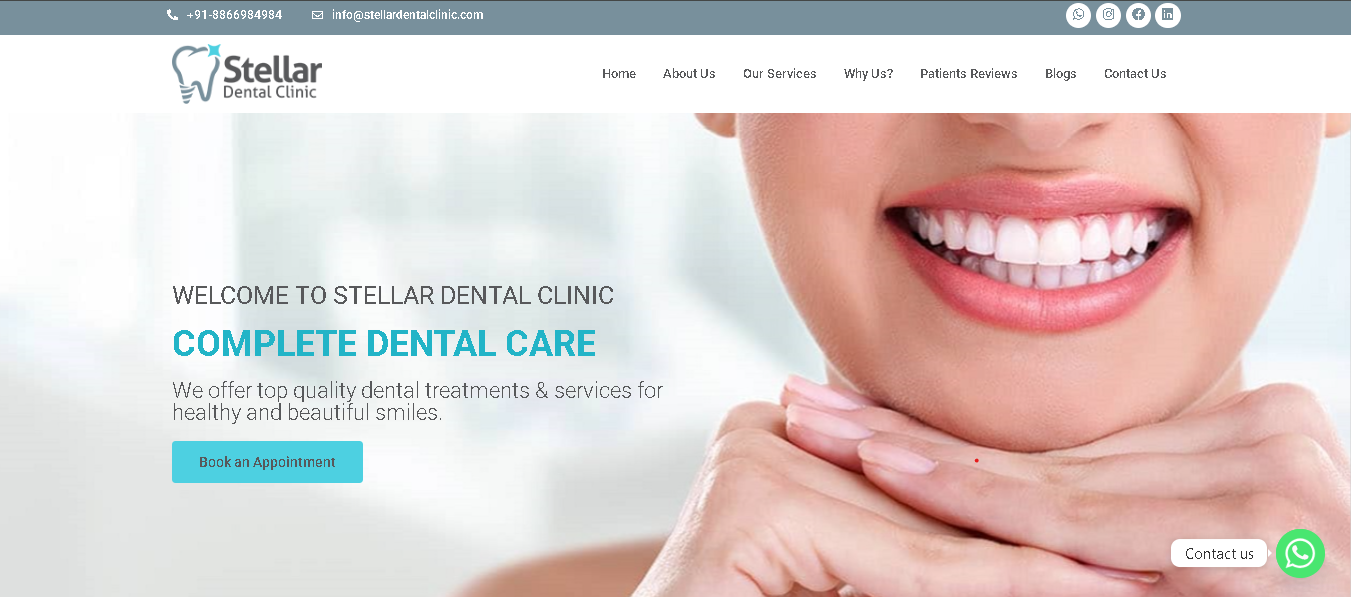 +91-8866984984 info@stellardentalclinic.com
Stellar
Dental Clinic
Home About Us Our Services Why Us? Patients Reviews Blogs Contact Us
WELCOME TO STELLAR DENTAL CLINIC
COMPLETE DENTAL CARE
We offer top quality dental treatments & services for
healthy and beautiful smiles.
Book an Appointment
Contact us